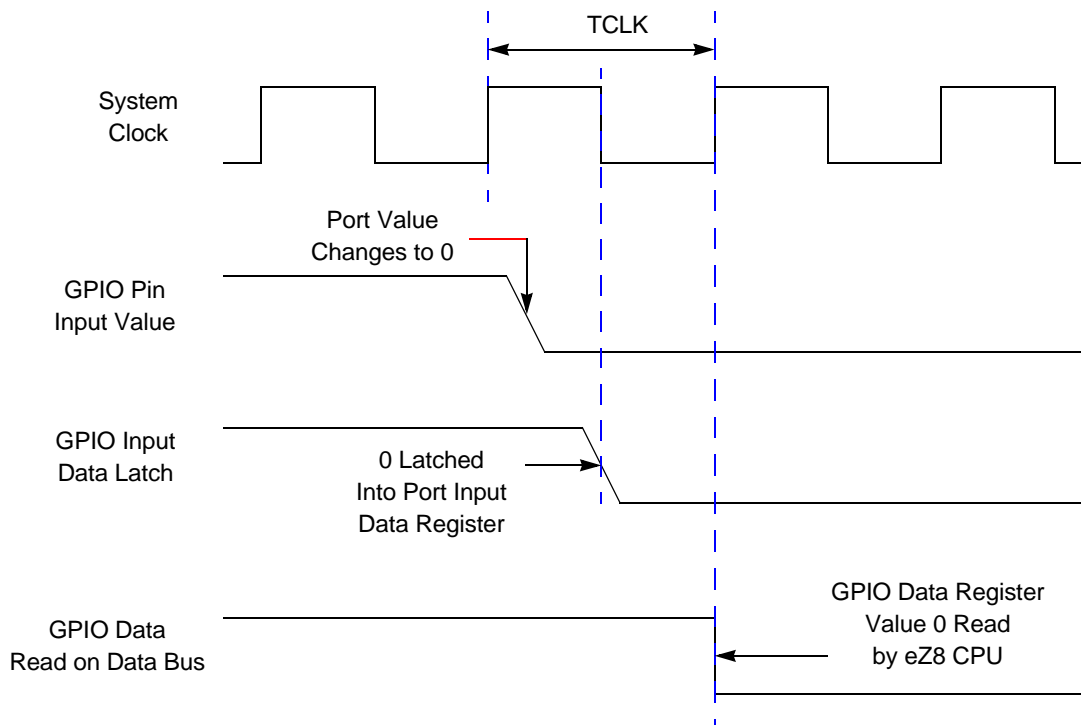 TCLK
System
Clock
Port Value
Changes to 0
GPIO Pin
Input Value
GPIO Input
Data Latch
0 Latched
Into Port Input
Data Register
GPIO Data Register
Value 0 Read
by eZ8 CPU
GPIO Data
Read on Data Bus